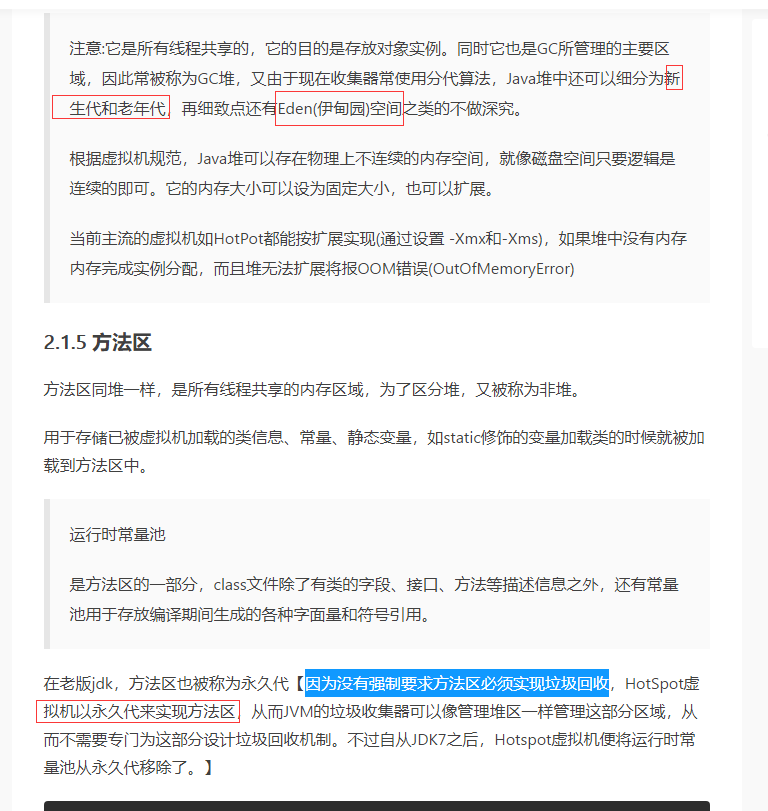 注意:它是所有线程共享的，它的目的是存放对象实例。同时它也是GC所管理的主要区
域，因此常被称为GC堆，又由于现在收集器常使用分代算法，Java堆中还可以细分为新
生代和老年代，再细致点还有Eden(伊甸园)空间之类的不做深究。
根据虚拟机规范，Java堆可以存在物理上不连续的内存空间，就像磁盘空间只要逻辑是
连续的即可。它的内存大小可以设为固定大小，也可以扩展。
当前主流的虚拟机如HotPot都能按扩展实现(通过设置 -Xmx和-Xms)，如果堆中没有内存
内存完成实例分配，而且堆无法扩展将报OOM错误(OutOfMemoryError)
2.1.5 方法区
方法区同堆一样，是所有线程共享的内存区域，为了区分堆，又被称为非堆。
用于存储已被虚拟机加载的类信息、常量、静态变量，如static修饰的变量加载类的时候就被加
载到方法区中。
运行时常量池
是方法区的一部分，class文件除了有类的字段、接口、方法等描述信息之外，还有常量
池用于存放编译期间生成的各种字面量和符号引用。
在老版jdk，方法区也被称为永久代【因为没有强制要求方法区必须实现垃圾回收，HotSpot虚
拟机以永久代来实现方法区，从而JVM的垃圾收集器可以像管理堆区一样管理这部分区域，从
而不需要专门为这部分设计垃圾回收机制。不过自从JDK7之后，Hotspot虚拟机便将运行时常
量池从永久代移除了。】